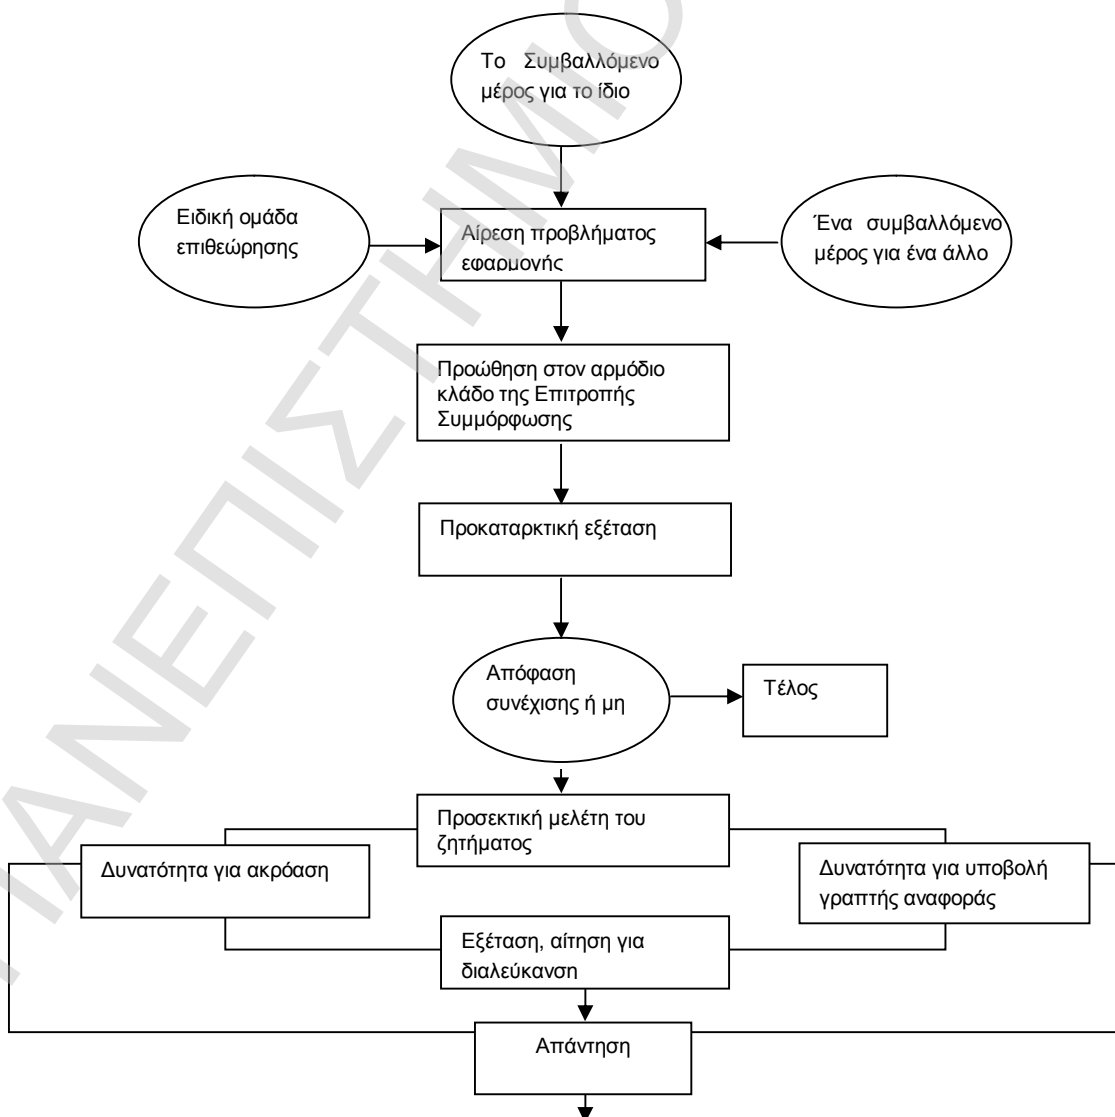 Το Συμβαλλόμενο
μέρος για το ίδιο
Ειδική ομάδα
επιθεώρησης
Αίρεση προβλήματος
εφαρμογής
Ένα συμβαλλόμενο
μέρος για ένα άλλο
Προώθηση στον αρμόδιο
κλάδο της Επιτροπής
Συμμόρφωσης
Προκαταρκτική εξέταση
Απόφαση
συνέχισης ή μη
Τέλος
Προσεκτική μελέτη του
ζητήματος
Δυνατότητα για ακρόαση
Δυνατότητα για υποβολή
γραπτής αναφοράς
Εξέταση, αίτηση για
διαλεύκανση
Απάντηση
ΠΑΝΕΠΙΣΤΗΜΙΟ